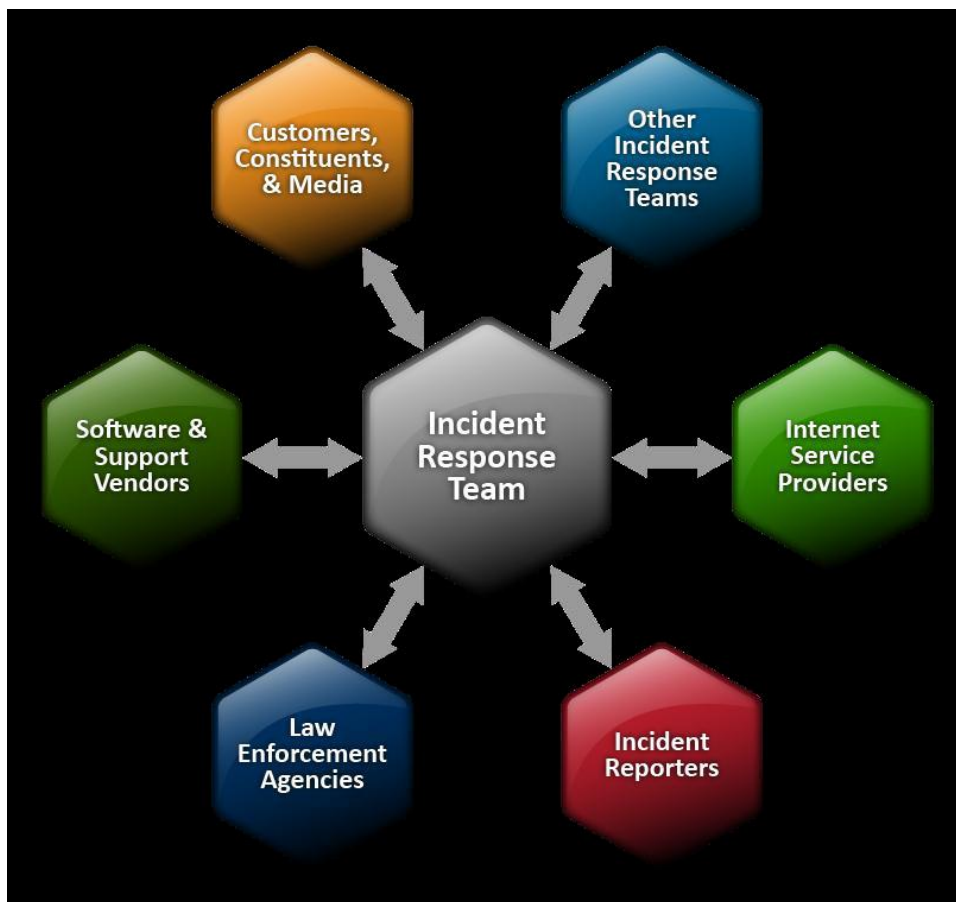 Customers,
Constituents,
& Media
Other
Incident
Response
Teams
Software &
Support
Vendors
Incident
Response
Team
Internet
Service
Providers
Law
Enforcement
Agencies
Incident
Reporters